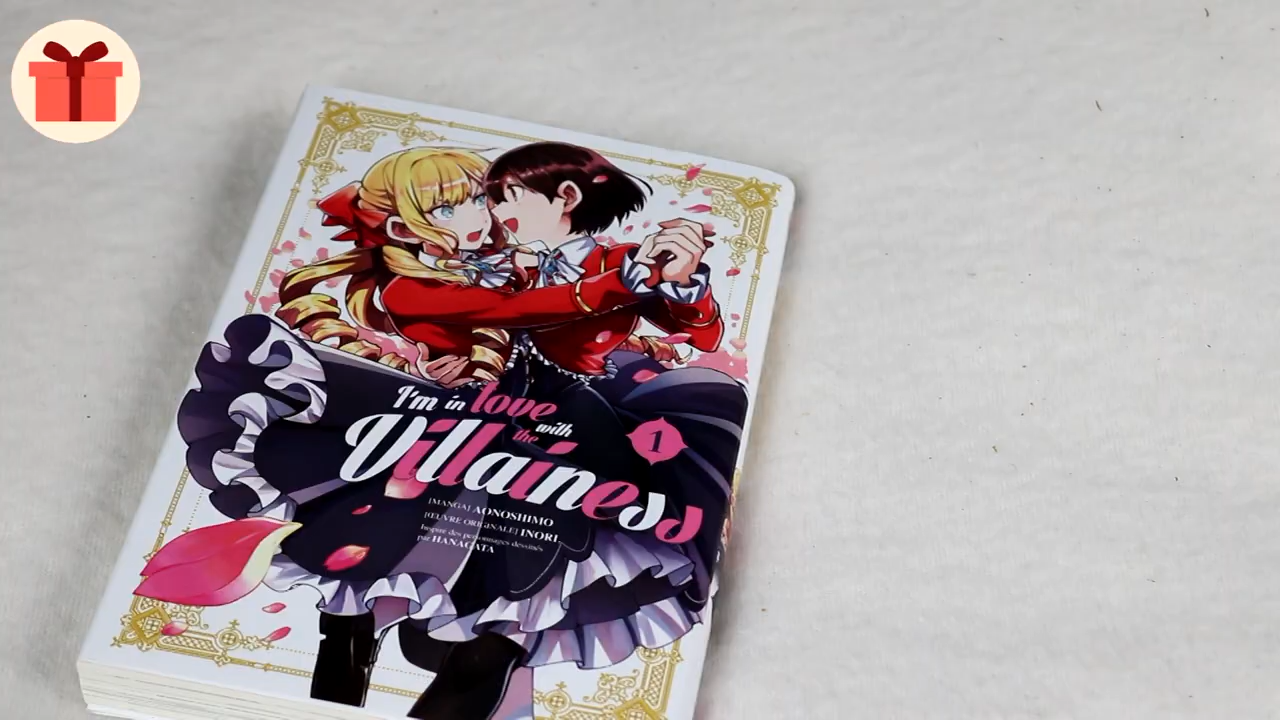 I'm in love
with
the
Villainess
1
[MANGA] AONOSHIMO
[ŒUVRE ORIGINALE] INORI
Inspiré des personnages dessinés
par HANAGATA